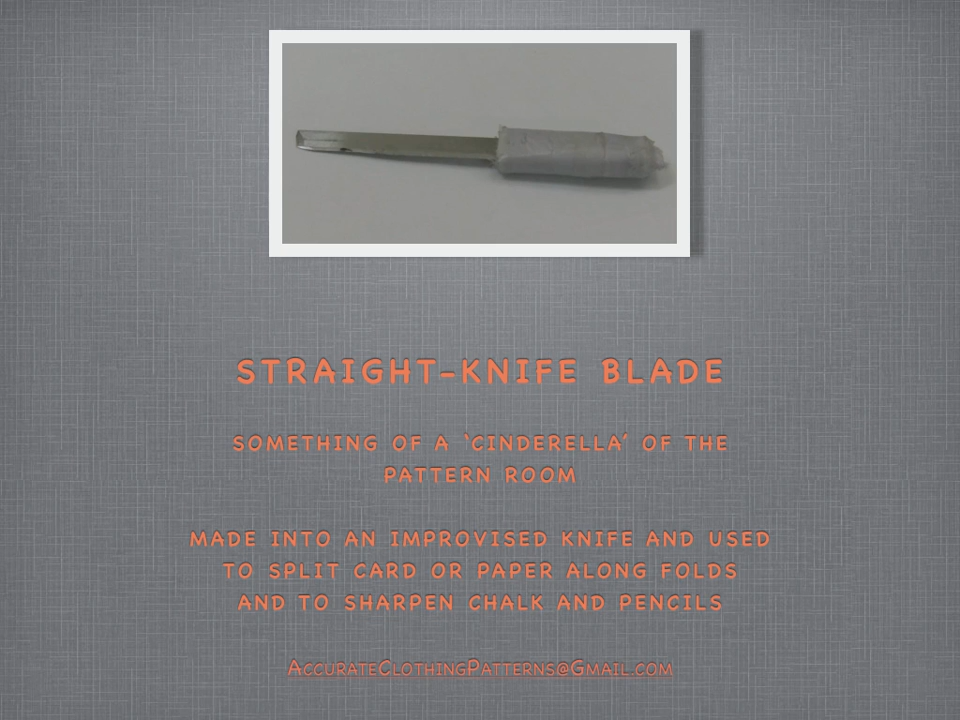 STRAIGHT-KNIFE BLADE
SOMETHING OF A ‘CINDERELLA’ OF THE
PATTERN ROOM
MADE INTO AN IMPROVISED KNIFE AND USED
TO SPLIT CARD OR PAPER ALONG FOLDS
AND TO SHARPEN CHALK AND PENCILS
AccurateClothingPatterns@Gmail.com